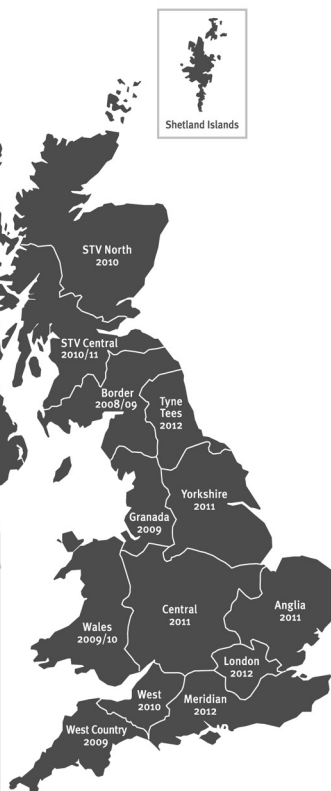 Shetland Islands
STV North
2010
STV Central
2010/11
Border
2008/09
Tyne
Tees
2012
Yorkshire
2011
Granada
2009
Central
2011
Anglia
2011
Wales
2009/10
London
2012
West
2010
Meridian
2012
West Country
2009